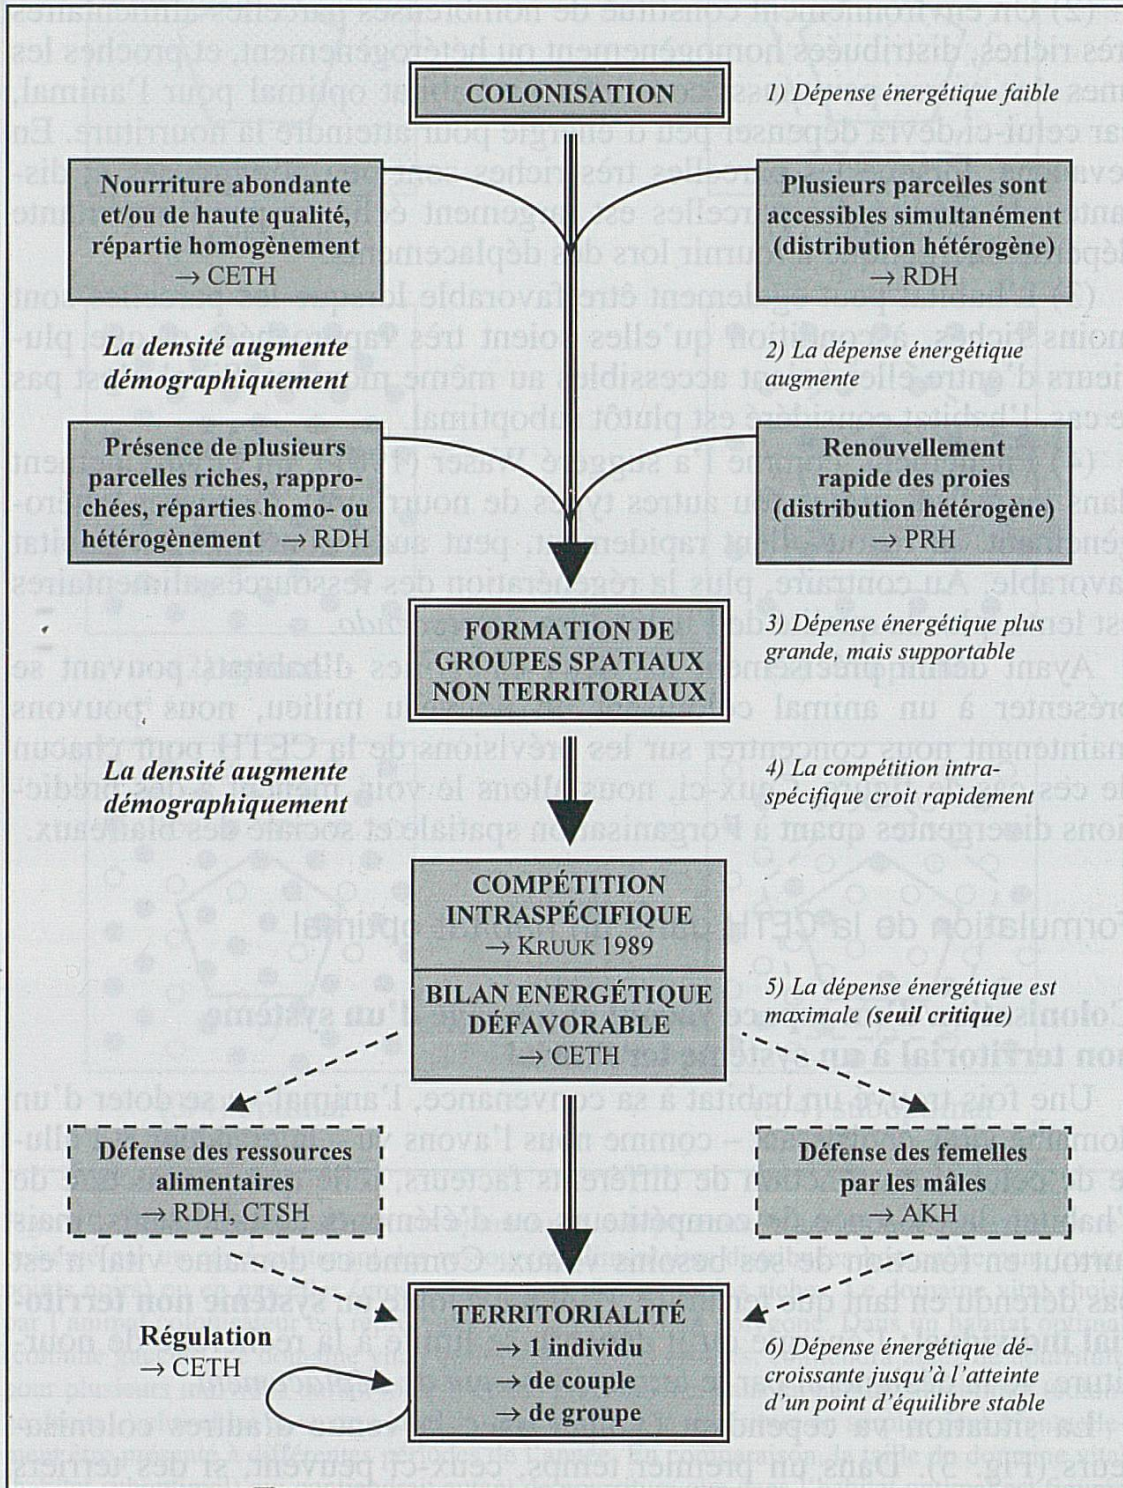 COLONISATION
1) Dépense énergétique faible
Nourriture abondante
et/ou de haute qualité,
répartie homogènement
→ CETH
Plusieurs parcelles sont
accessibles simultanément
(distribution hétérogène)
→ RDH
La densité augmente
démographiquement
2) La dépense énergétique
augmente
Présence de plusieurs
parcelles riches, rappro-
chées, réparties homo- ou
hétérogènement → RDH
Renouvellement
rapide des proies
(distribution hétérogène)
→ PRH
FORMATION DE
GROUPES SPATIAUX
NON TERRITORIAUX
3) Dépense énergétique plus
grande, mais supportable
La densité augmente
démographiquement
4) La compétition intra-
spécifique croit rapidement
COMPÉTITION
INTRASPÉCIFIQUE
→ KRUUK 1989
BILAN ENERGÉTIQUE
DÉFAVORABLE
→ CETH
5) La dépense énergétique est
maximale (seuil critique)
Défense des ressources
alimentaires
→ RDH, CTSH
Défense des femelles
par les mâles
→ AKH
Régulation
→ CETH
TERRITORIALITÉ
→ 1 individu
→ de couple
→ de groupe
6) Dépense énergétique dé-
croissante jusqu'à l'atteinte
d'un point d'équilibre stable